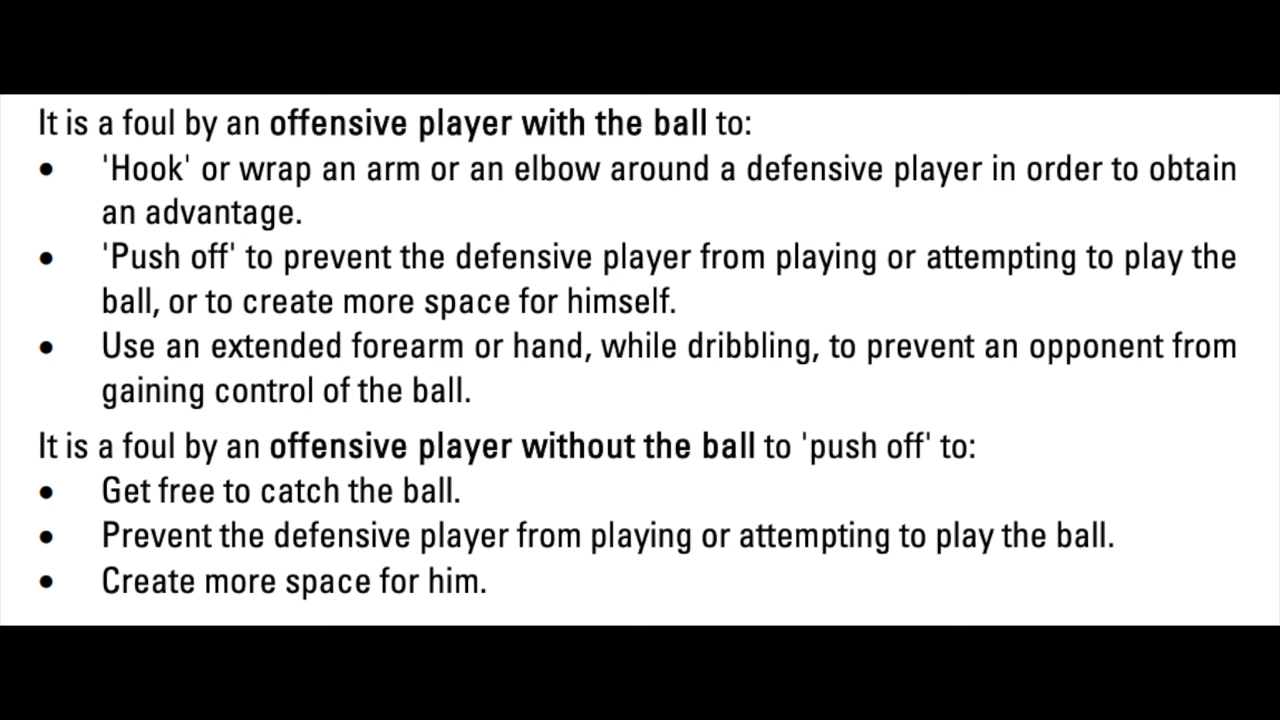 It is a foul by an offensive player with the ball to:
• 'Hook' or wrap an arm or an elbow around a defensive player in order to obtain
an advantage.
• 'Push off' to prevent the defensive player from playing or attempting to play the
ball, or to create more space for himself.
• Use an extended forearm or hand, while dribbling, to prevent an opponent from
gaining control of the ball.
It is a foul by an offensive player without the ball to 'push off' to:
• Get free to catch the ball.
• Prevent the defensive player from playing or attempting to play the ball.
• Create more space for him.